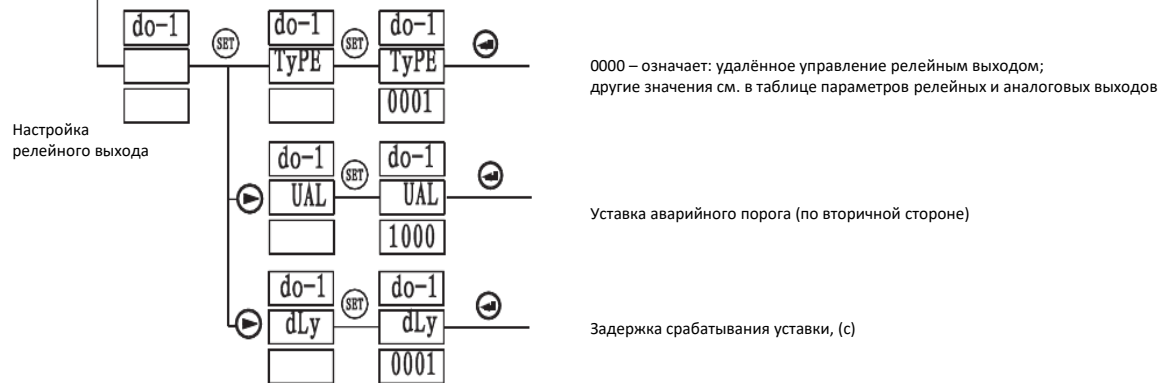 do-1
do-1
do-1
SET
SET
TyPE
TyPE
0001
0000 – означает: удалённое управление релейным выходом;
другие значения см. в таблице параметров релейных и аналоговых выходов
Настройка
релейного выхода
do-1
do-1
SET
UAL
UAL
1000
Уставка аварийного порога (по вторичной стороне)
do-1
do-1
SET
dLy
dLy
0001
Задержка срабатывания уставки, (с)